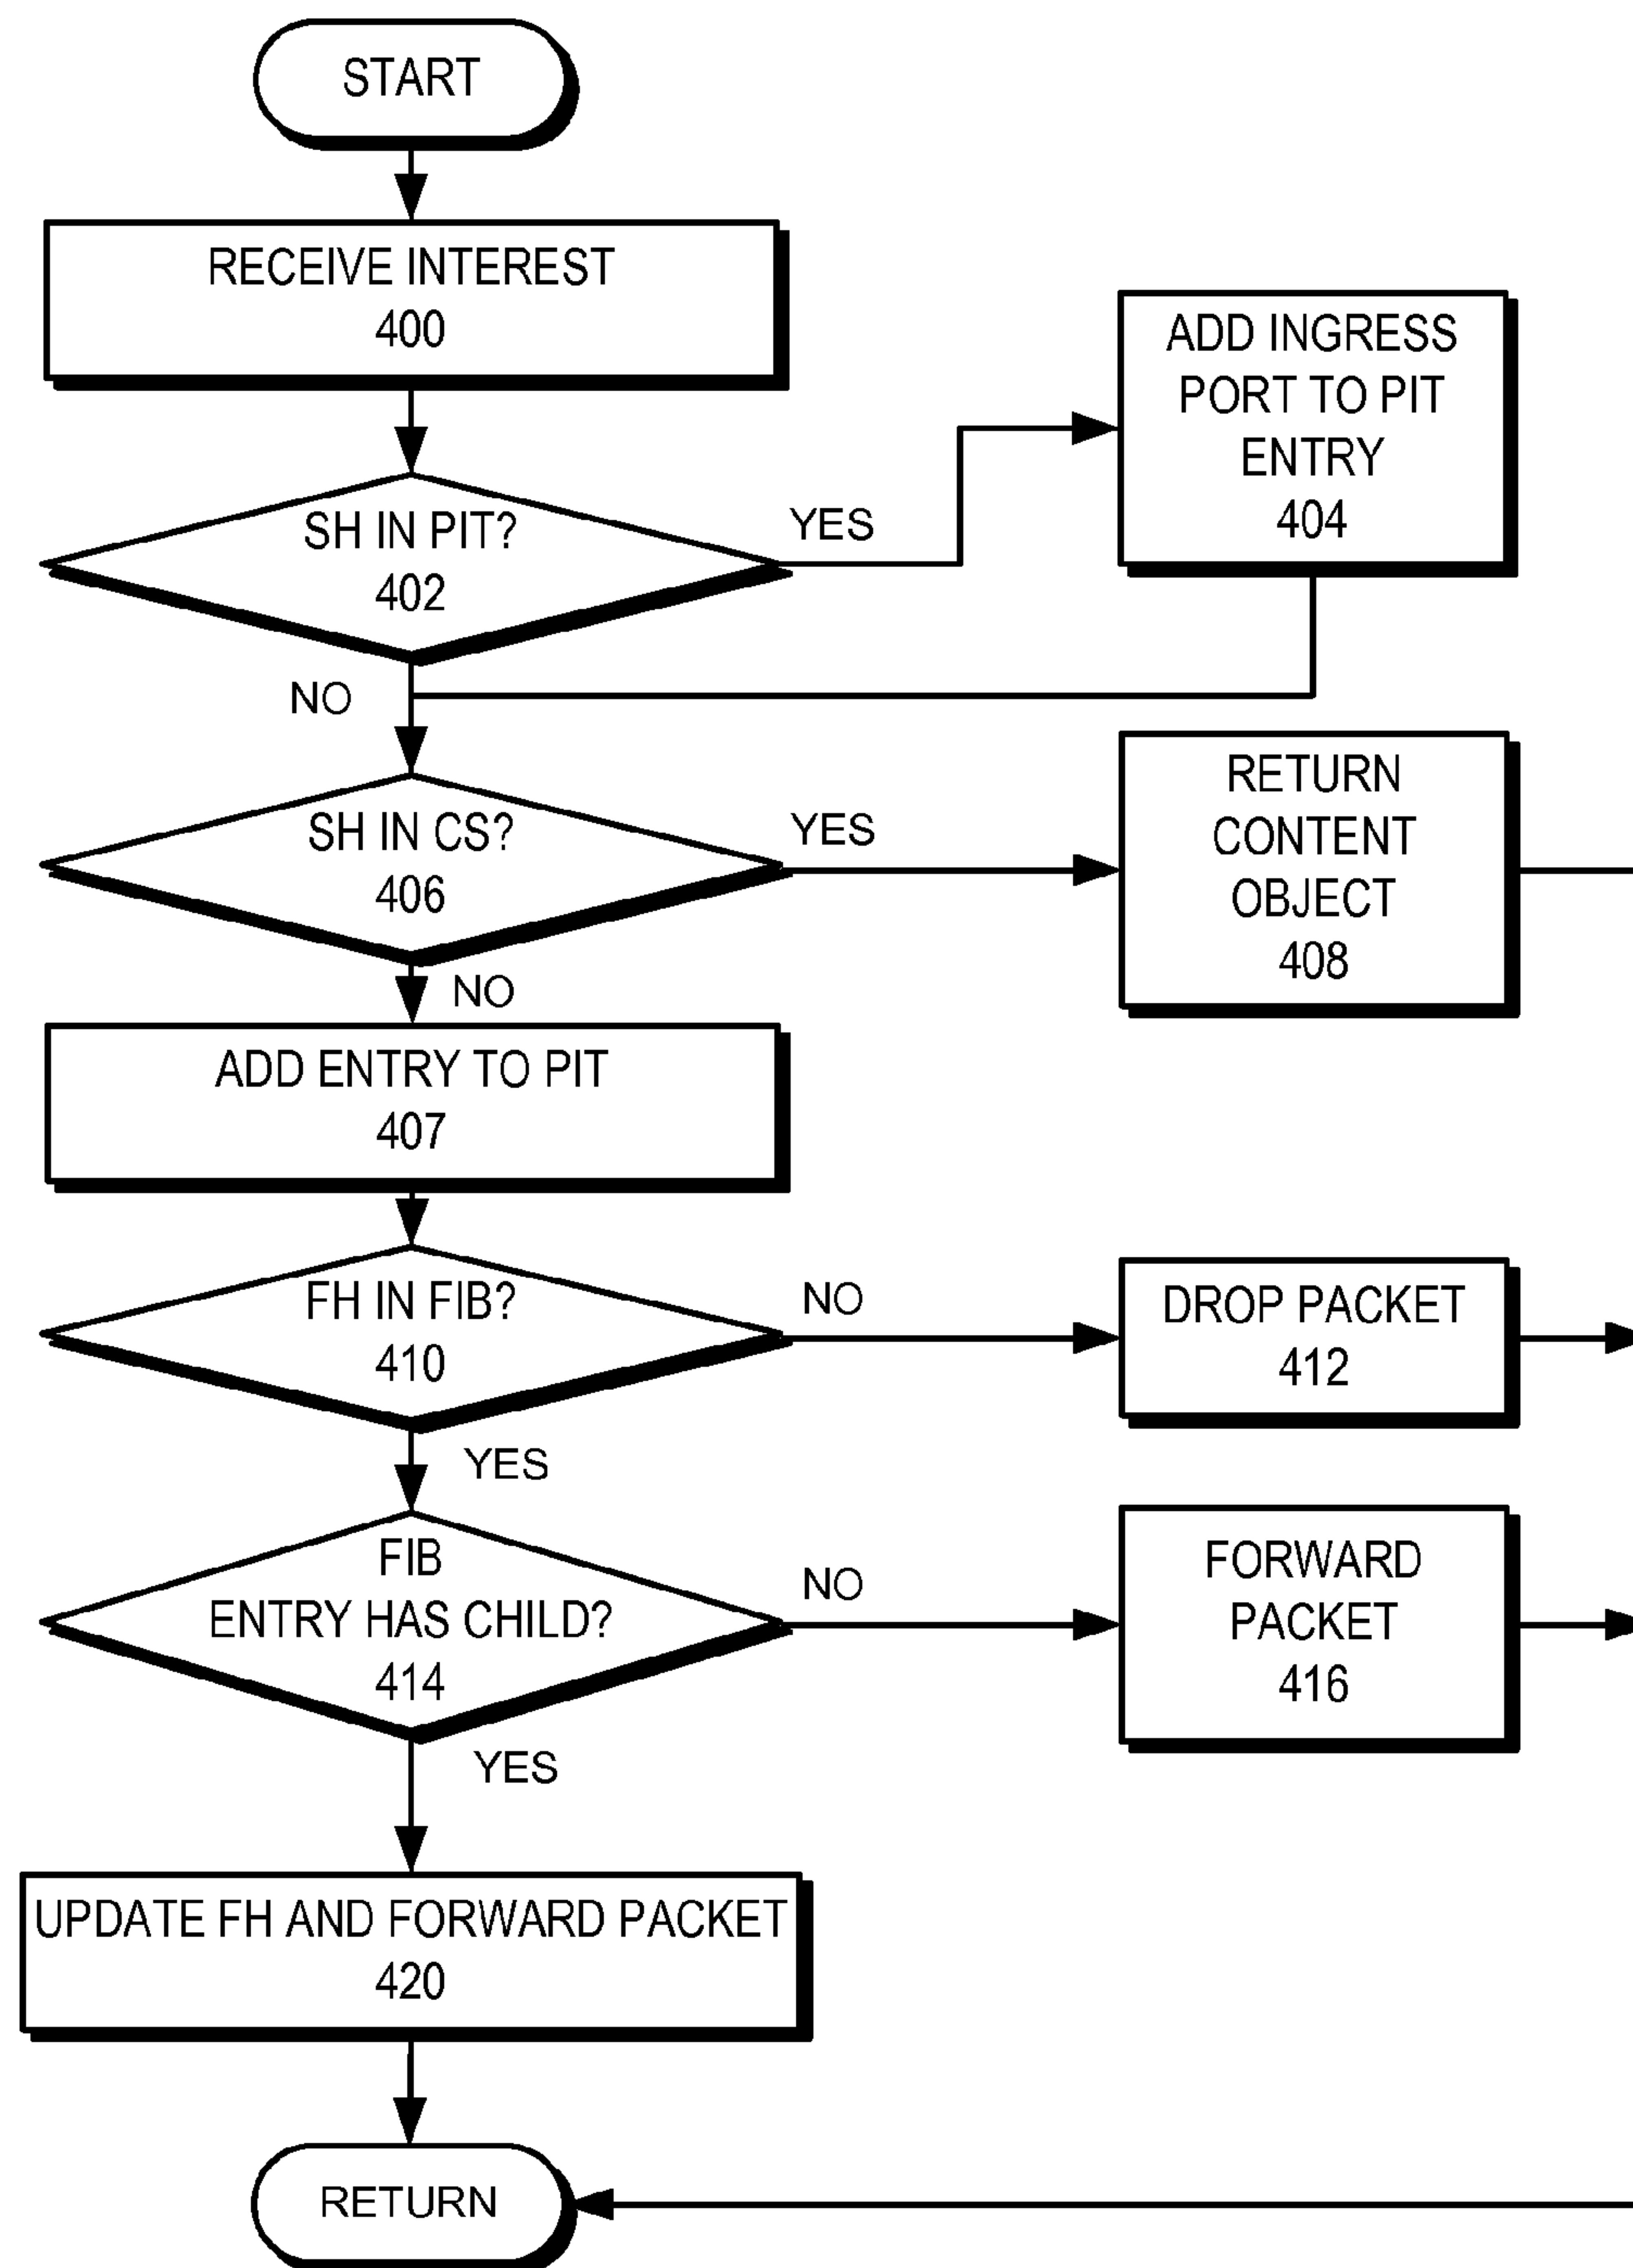 START
RECEIVE INTEREST
400
ADD INGRESS
PORT TO PIT
ENTRY
404
SH IN PIT?
402
YES
NO
SH IN CS?
406
YES
RETURN
CONTENT
OBJECT
408
NO
ADD ENTRY TO PIT
407
FH IN FIB?
410
NO
DROP PACKET
412
YES
FIB
ENTRY HAS CHILD?
414
NO
FORWARD
PACKET
416
YES
UPDATE FH AND FORWARD PACKET
420
RETURN